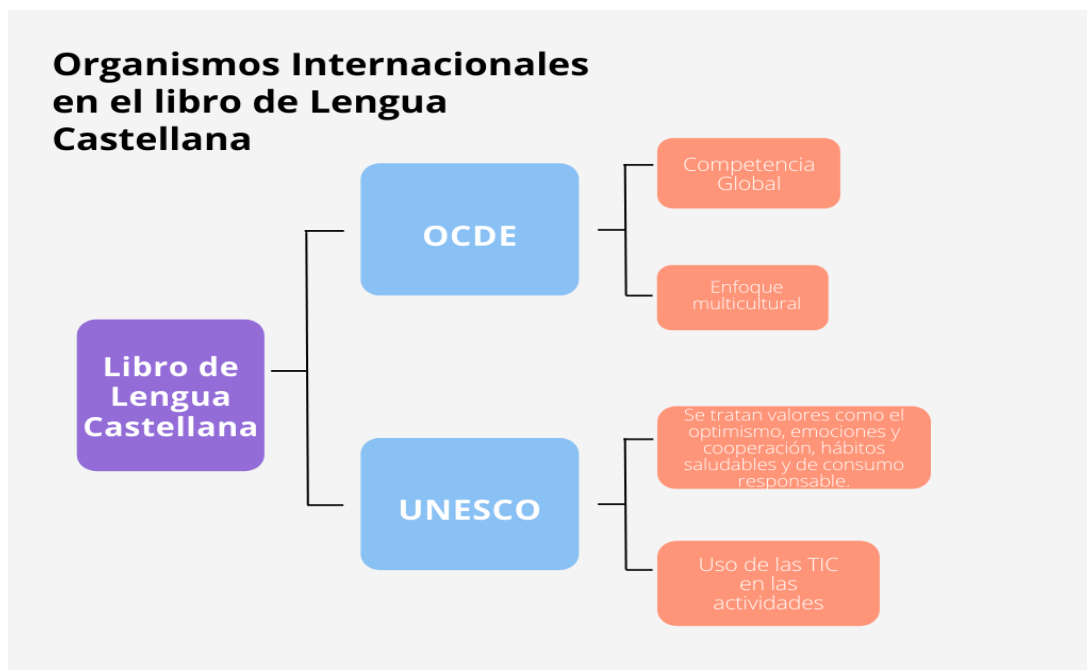 Organismos Internacionales
en el libro de Lengua
Castellana
Libro de
Lengua
Castellana
OCDE
Competencia
Global
Enfoque
multicultural
UNESCO
Se tratan valores como el
optimismo, emociones y
cooperación, hábitos
saludables y de consumo
responsable.
Uso de las TIC
en las
actividades